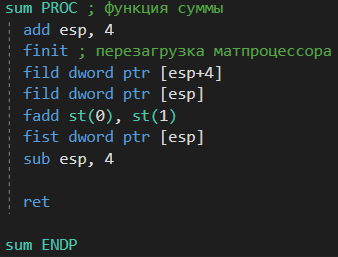 sum PROC ; функция суммы
add esp, 4
finit ; перезагрузка матпроцессора
fild dword ptr [esp+4]
fild dword ptr [esp]
fadd st(0), st(1)
fist dword ptr [esp]
sub esp, 4
ret
sum ENDP